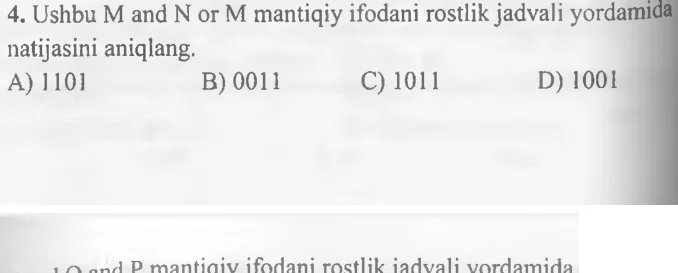 4. Ushbu M and N or M mantiqiy ifodani rostlik jadvali yordamida
natijasini aniqlang.
A) 1101 B) 0011 C) 1011 D) 1001
and P mantiqiy ifodani rostlik jadvali yordamida